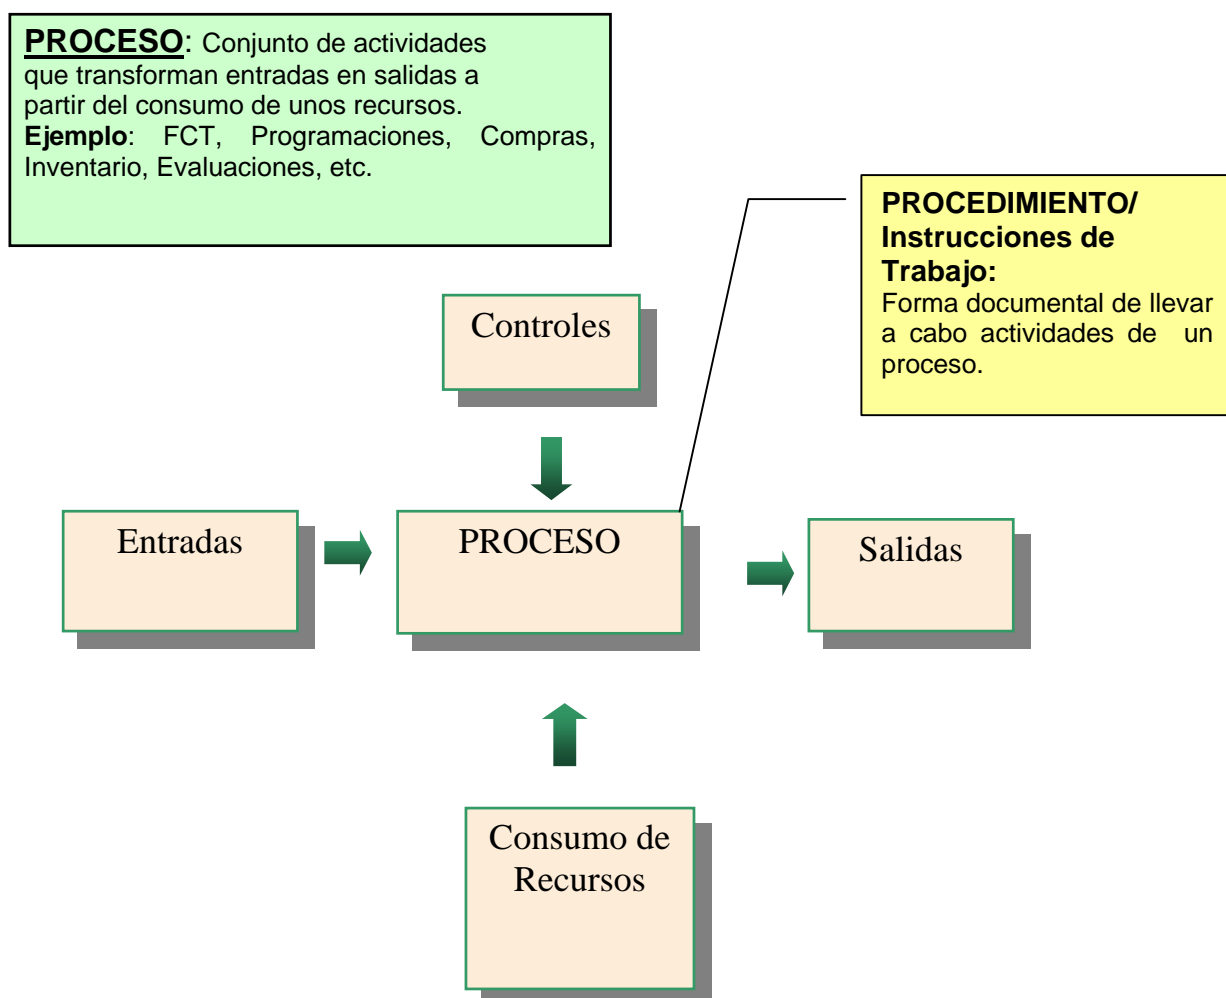 PROCESO: Conjunto de actividades
que transforman entradas en salidas a
partir del consumo de unos recursos.
Ejemplo: FCT, Programaciones, Compras,
Inventario, Evaluaciones, etc.
PROCEDIMIENTO/
Instrucciones de
Trabajo:
Forma documental de llevar
a cabo actividades de un
proceso.
Controles
Entradas
PROCESO
Salidas
Consumo de
Recursos